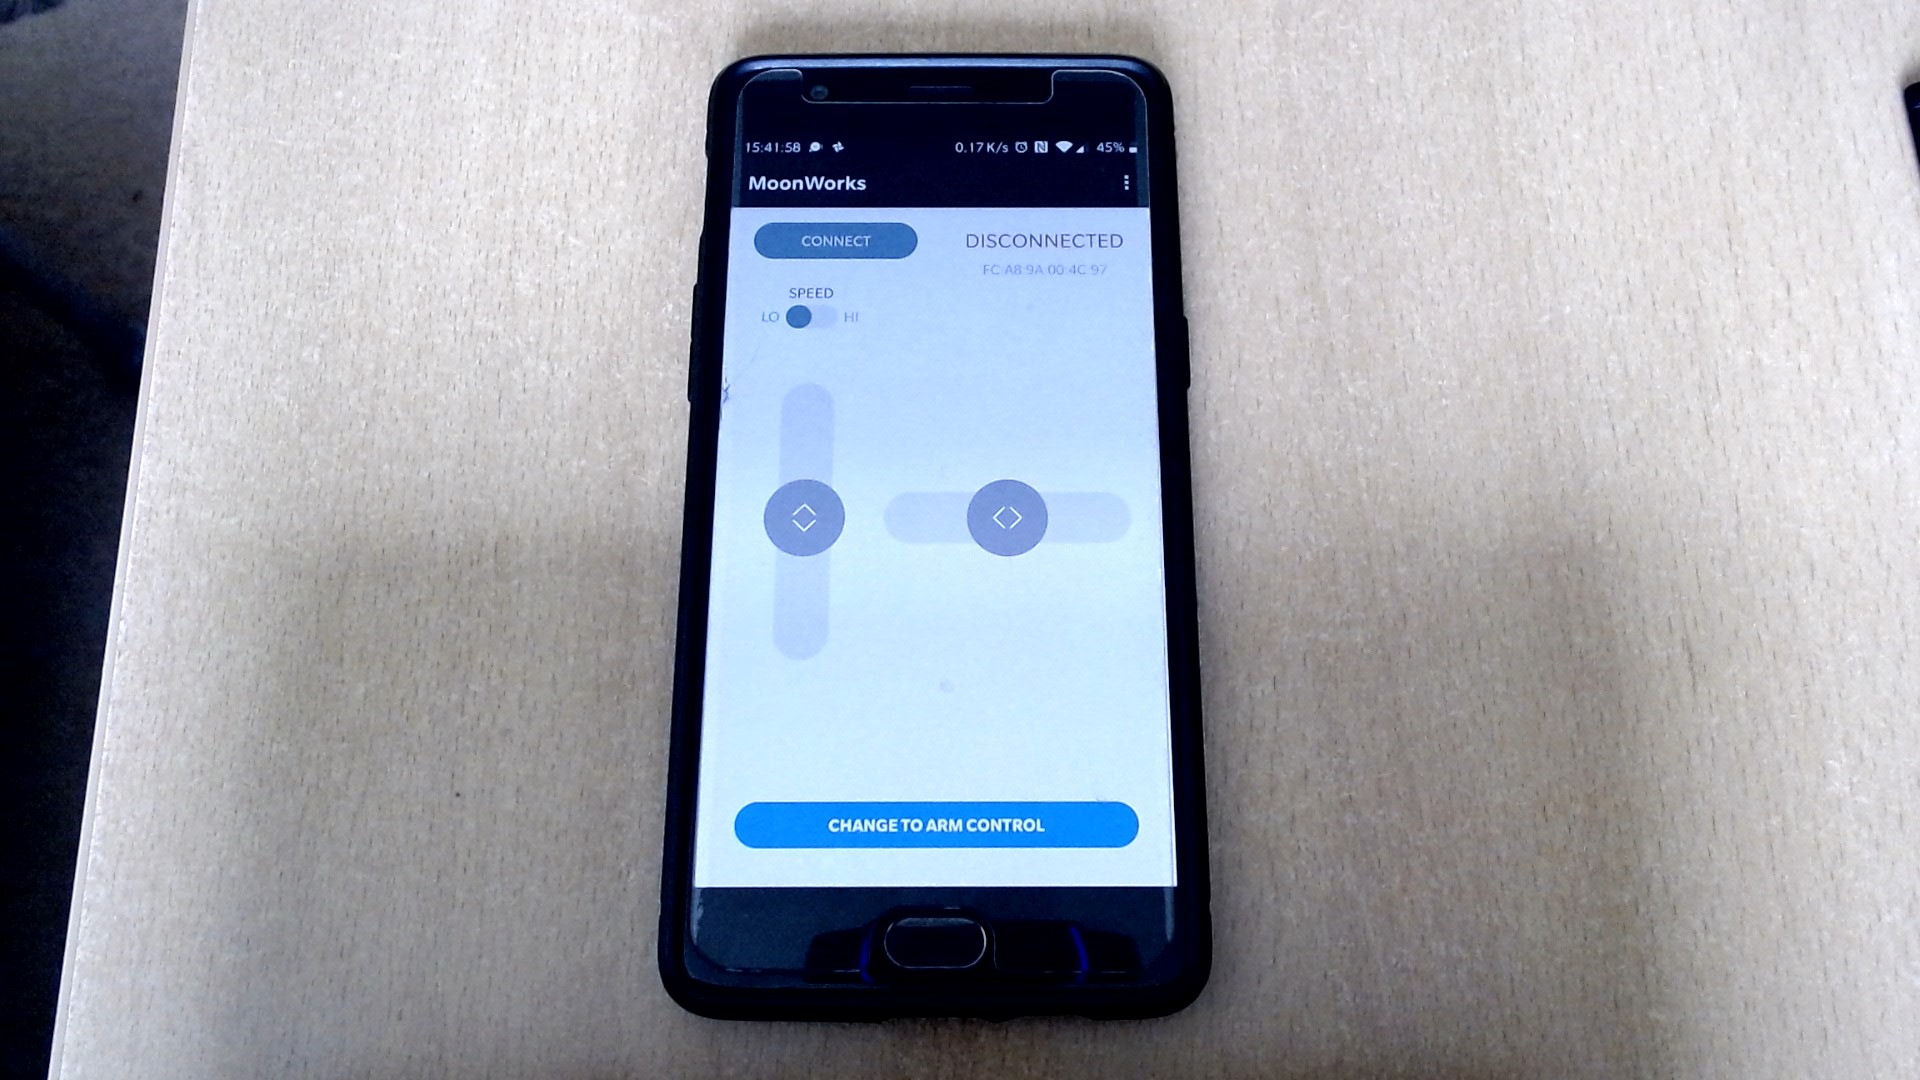 15:41:58 0.17 K/s 45%
MoonWorks
CONNECT DISCONNECTED
FC:A8:9A:00:4C:97
SPEED
LO HI
CHANGE TO ARM CONTROL